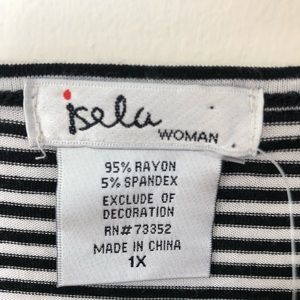 isela
WOMAN
95% RAYON
5% SPANDEX
EXCLUDE OF
DECORATION
RN# 73352
MADE IN CHINA
1X